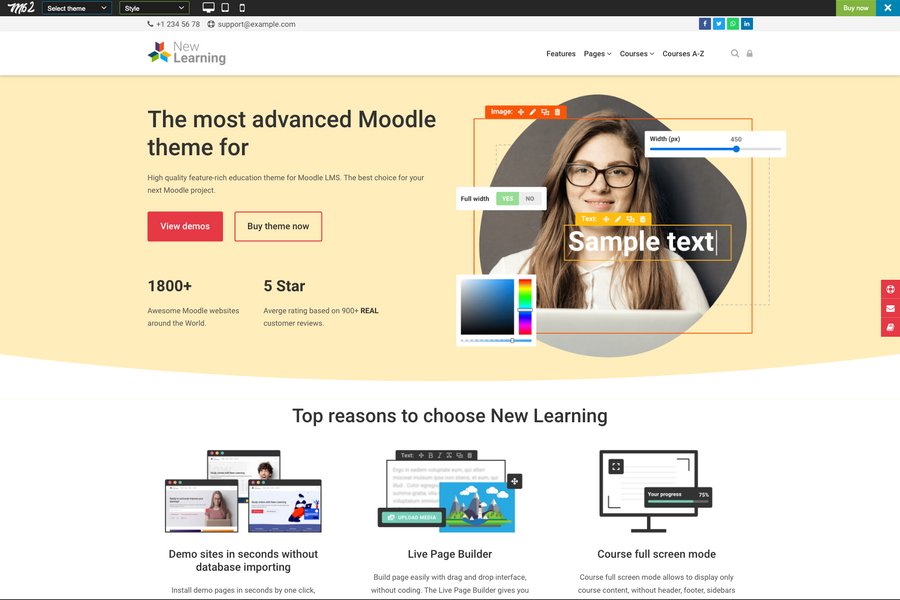 Mb2
Select theme
Style
Buy now
+1 234 56 78
support@example.com
New
Learning
Features
Pages
Courses
Courses A-Z
The most advanced Moodle
theme for
High quality feature-rich education theme for Moodle LMS. The best choice for your
next Moodle project.
View demos
Buy theme now
1800+
Awesome Moodle websites
around the World.
5 Star
Averge rating based on 900+ REAL
customer reviews.
Image:
Width (px)
450
Full width
YES
NO
Text:
Sample text
Top reasons to choose New Learning
Text:
UPLOAD MEDIA
Your progress
75%
Demo sites in seconds without
database importing
Install demo pages in seconds by one click,
Live Page Builder
Build page easily with drag and drop interface,
without coding. The Live Page Builder gives you
Course full screen mode
Course full screen mode allows to display only
course content, without header, footer, sidebars